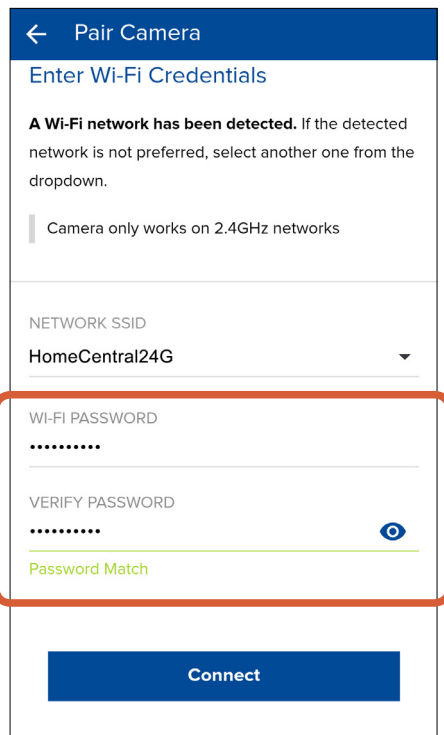 Pair Camera
Enter Wi-Fi Credentials
A Wi-Fi network has been detected. If the detected
network is not preferred, select another one from the
dropdown.
Camera only works on 2.4GHz networks
NETWORK SSID
HomeCentral24G
WI-FI PASSWORD
••••••••••
VERIFY PASSWORD
••••••••••
Password Match
Connect